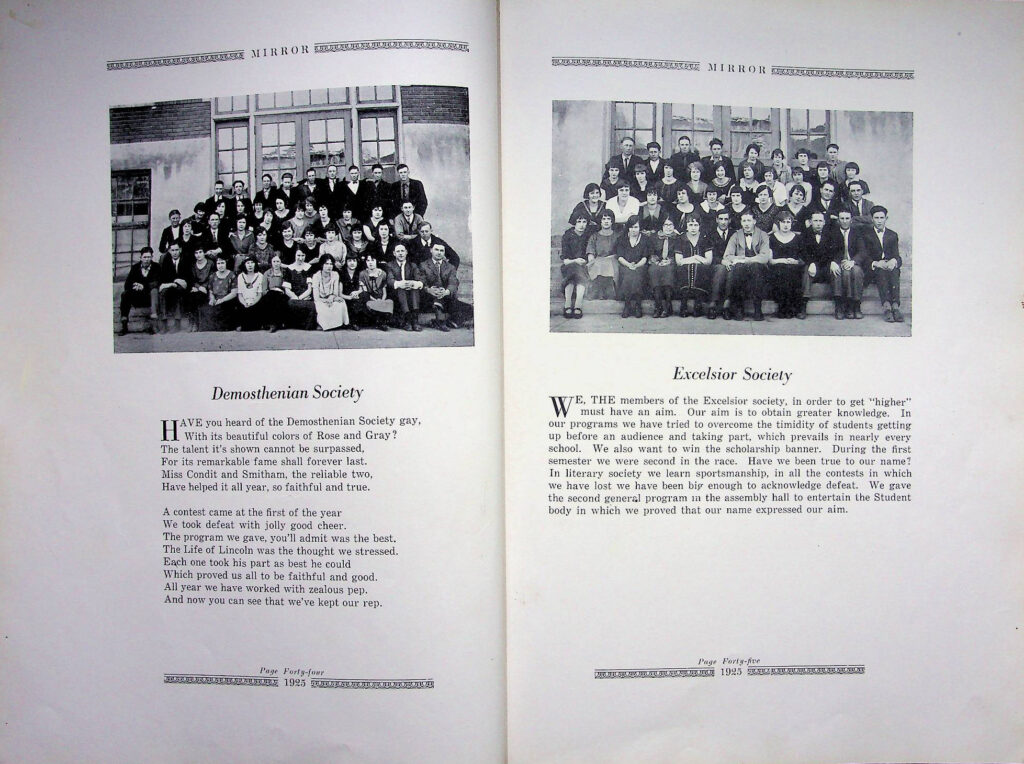 MIRROR
Demosthenian Society
HAVE you heard of the Demosthenian Society gay,
With its beautiful colors of Rose and Gray?
The talent it's shown cannot be surpassed,
For its remarkable fame shall forever last.
Miss Condit and Smitham, the reliable two,
Have helped it all year, so faithful and true.
A contest came at the first of the year
We took defeat with jolly good cheer.
The program we gave, you'll admit was the best.
The Life of Lincoln was the thought we stressed.
Each one took his part as best he could
Which proved us all to be faithful and good.
All year we have worked with zealous pep.
And now you can see that we've kept our rep.
Page Forty-four
1925
MIRROR
Excelsior Society
WE, THE members of the Excelsior society, in order to get "higher"
must have an aim. Our aim is to obtain greater knowledge. In
our programs we have tried to overcome the timidity of students getting
up before an audience and taking part, which prevails in nearly every
school. We also want to win the scholarship banner. During the first
semester we were second in the race. Have we been true to our name?
In literary society we learn sportsmanship, in all the contests in which
we have lost we have been big enough to acknowledge defeat. We gave
the second general program in the assembly hall to entertain the Student
body in which we proved that our name expressed our aim.
Page Forty-five
1925